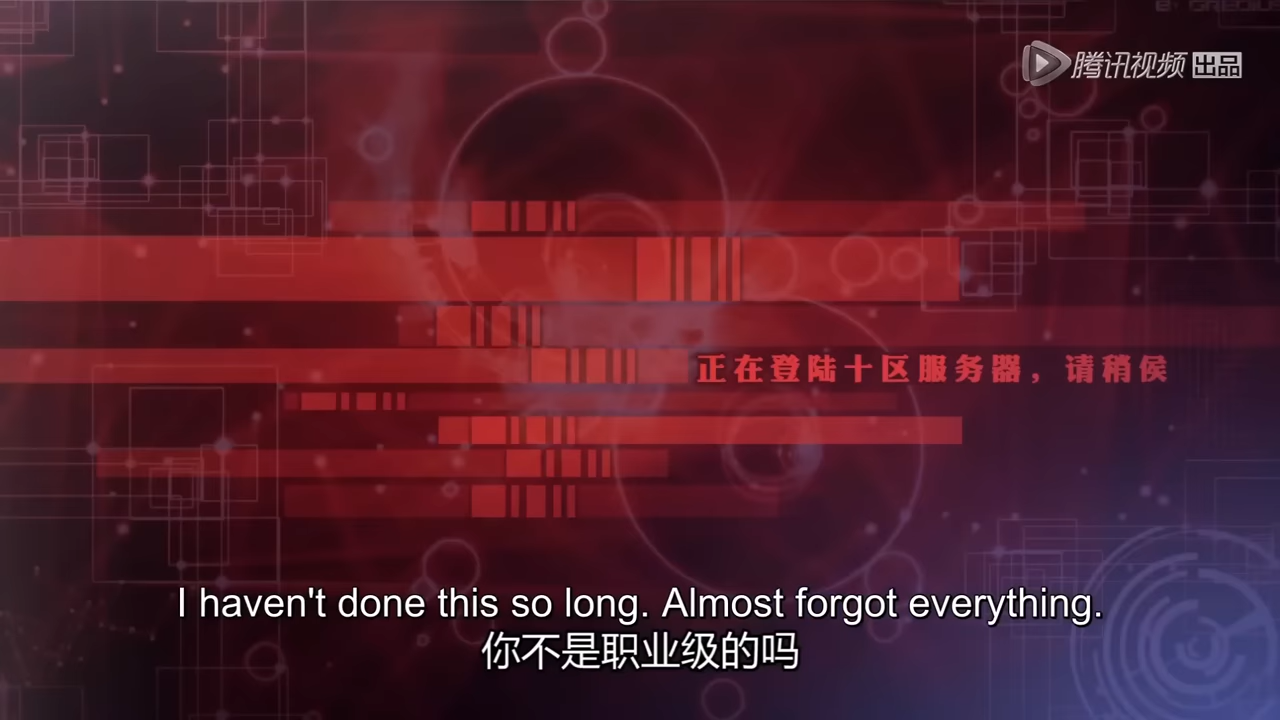 腾讯视频 出品
正在登陆十区服务器，请稍侯
I haven't done this so long. Almost forgot everything.
你不是职业级的吗